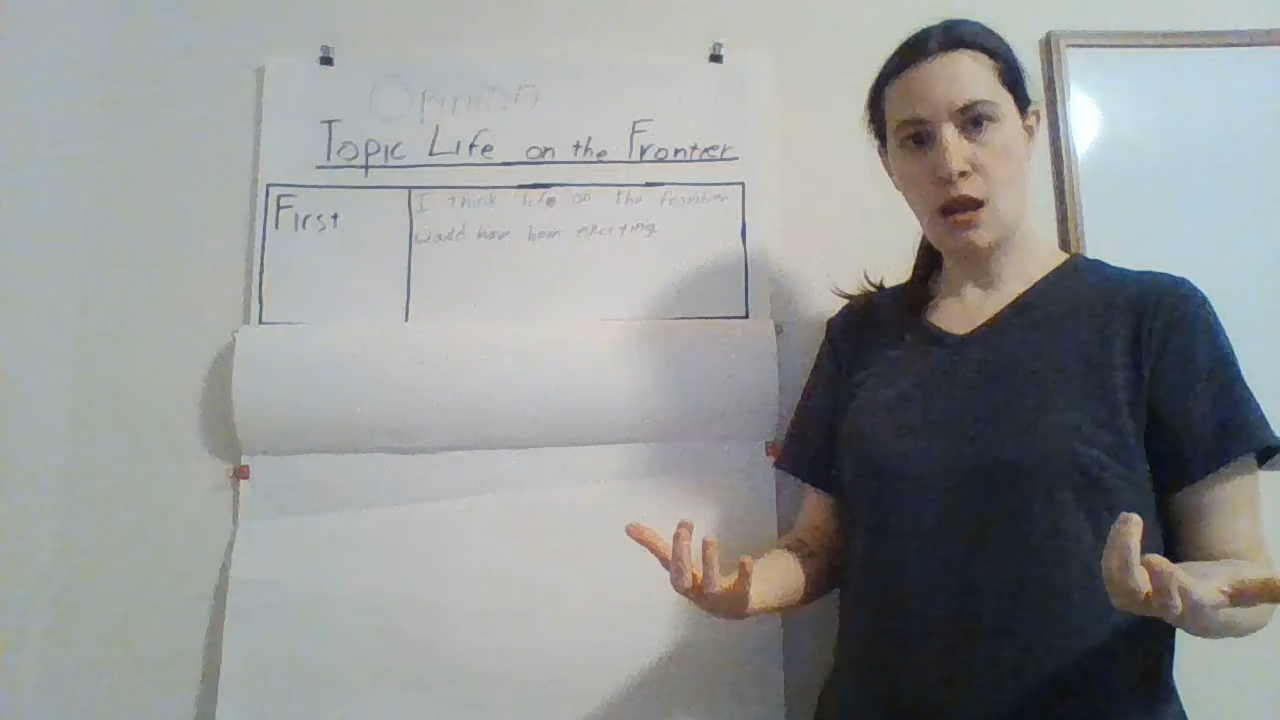 Opinion
Topic Life on the Frontier
First
I think life on the frontier
would have been exciting